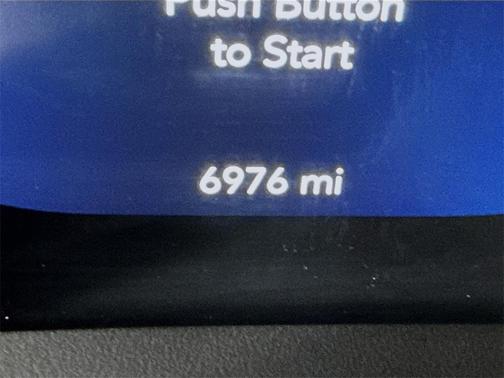 Push Button
to Start
6976 mi